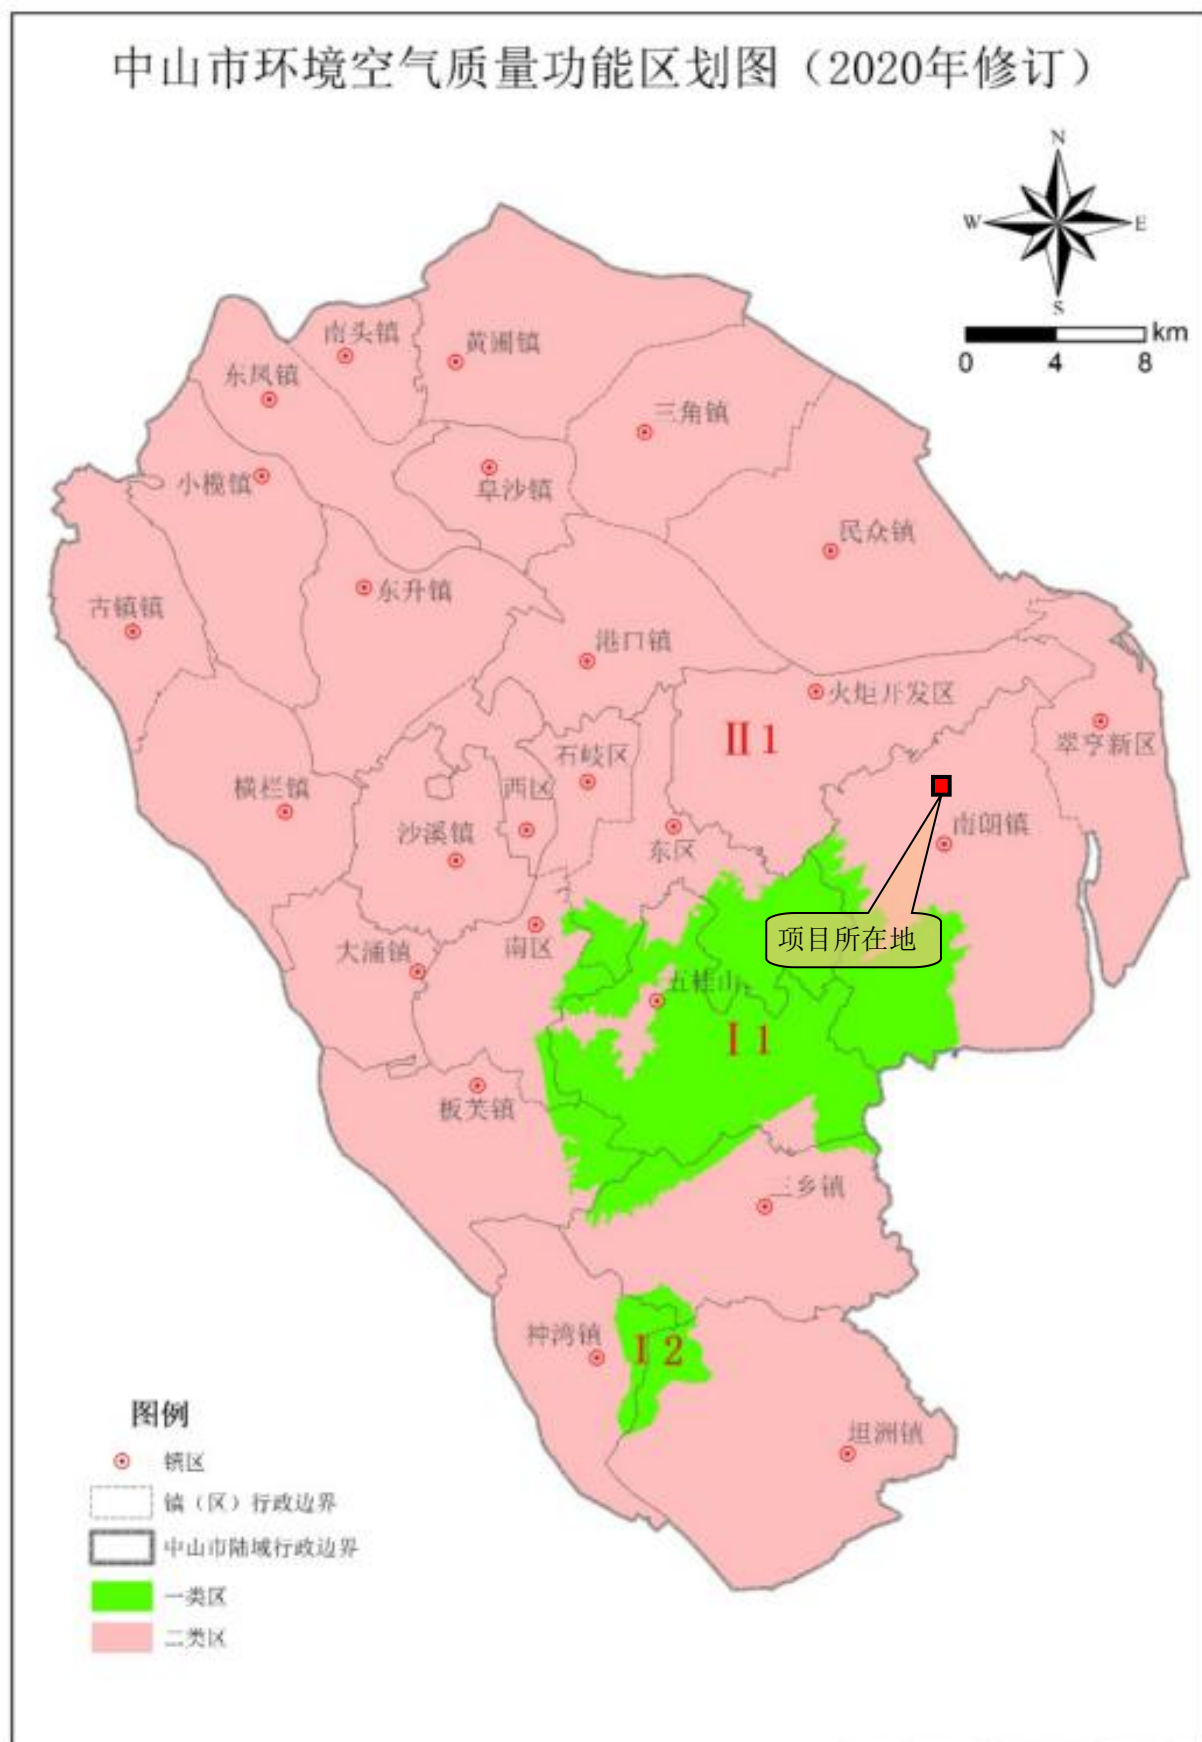 中山市环境空气质量功能区划图（2020年修订）
N
W
E
S
km
0
4
8
南头镇
黄圃镇
东凤镇
三角镇
小榄镇
阜沙镇
民众镇
东升镇
古镇镇
港口镇
火炬开发区
II 1
翠亨新区
石岐区
横栏镇
西区
沙溪镇
东区
南朗镇
项目所在地
南区
大涌镇
五桂山
I 1
板芙镇
三乡镇
神湾镇
I 2
坦洲镇
图例
镇区
镇（区）行政边界
中山市陆域行政边界
一类区
二类区